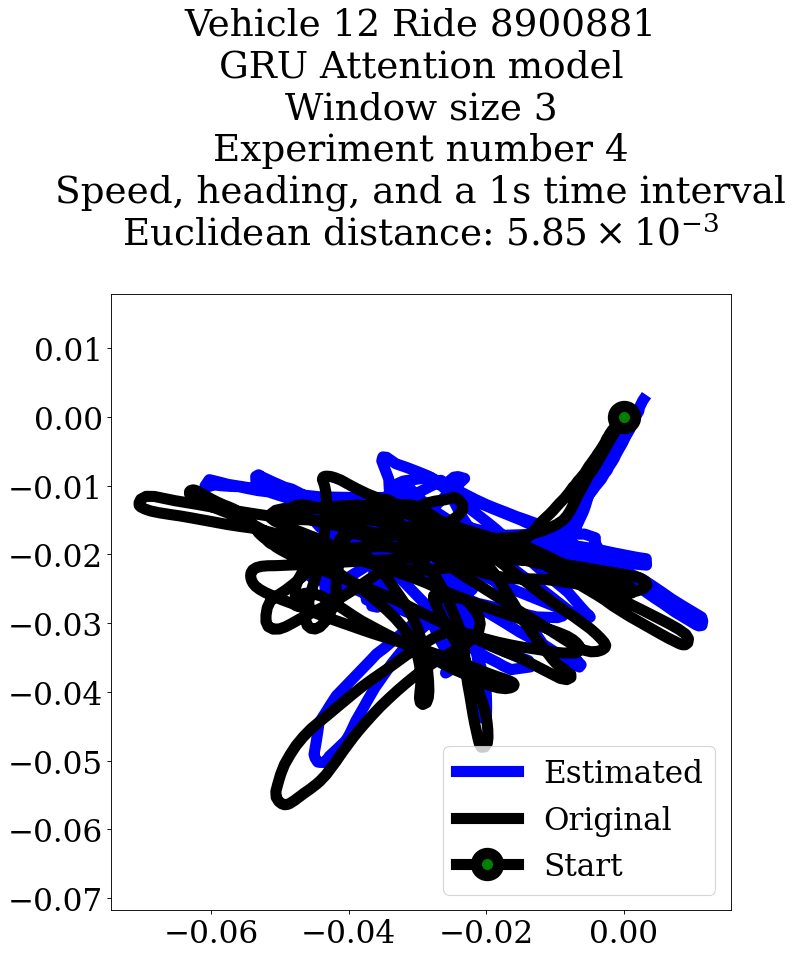 Vehicle 12 Ride 8900881
GRU Attention model
Window size 3
Experiment number 4
Speed, heading, and a 1s time interval
Euclidean distance: 5.85 × 10⁻³
0.01
0.00
−0.01
−0.02
−0.03
−0.04
−0.05
−0.06
−0.07
Estimated
Original
Start
−0.06 −0.04 −0.02 0.00